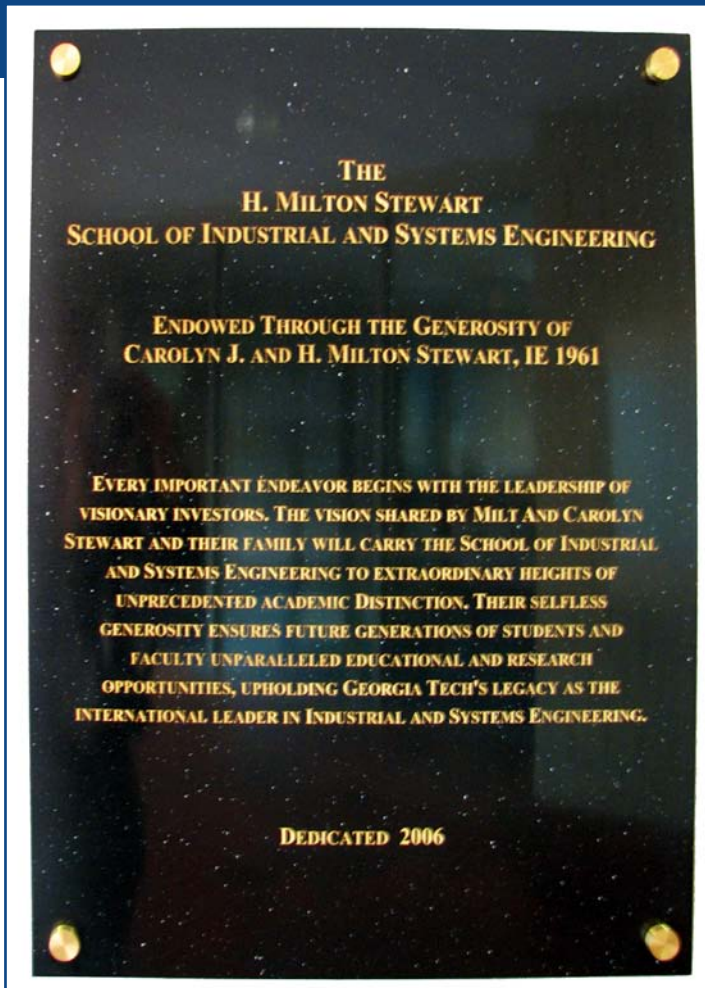 THE
H. MILTON STEWART
SCHOOL OF INDUSTRIAL AND SYSTEMS ENGINEERING
ENDOWED THROUGH THE GENEROSITY OF
CAROLYN J. AND H. MILTON STEWART, IE 1961
EVERY IMPORTANT ENDEAVOR BEGINS WITH THE LEADERSHIP OF
VISIONARY INVESTORS. THE VISION SHARED BY MILT AND CAROLYN
STEWART AND THEIR FAMILY WILL CARRY THE SCHOOL OF INDUSTRIAL
AND SYSTEMS ENGINEERING TO EXTRAORDINARY HEIGHTS OF
UNPRECEDENTED ACADEMIC DISTINCTION. THEIR SELFLESS
GENEROSITY ENSURES FUTURE GENERATIONS OF STUDENTS AND
FACULTY UNPARALLELED EDUCATIONAL AND RESEARCH
OPPORTUNITIES, UPHOLDING GEORGIA TECH'S LEGACY AS THE
INTERNATIONAL LEADER IN INDUSTRIAL AND SYSTEMS ENGINEERING.
DEDICATED 2006